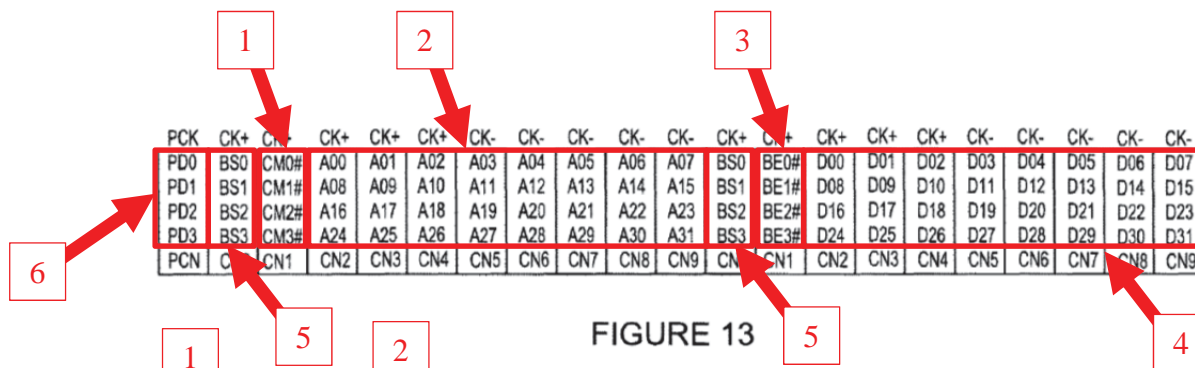 1 2 3
PCK CK+ CK+ CK+ CK+ CK- CK- CK- CK- CK- CK+ CK+ CK+ CK+ CK+ CK- CK- CK- CK- CK-
PD0 BS0 CM0# A00 A01 A02 A03 A04 A05 A06 A07 BS0 BE0# D00 D01 D02 D03 D04 D05 D06 D07
PD1 BS1 CM1# A08 A09 A10 A11 A12 A13 A14 A15 BS1 BE1# D08 D09 D10 D11 D12 D13 D14 D15
PD2 BS2 CM2# A16 A17 A18 A19 A20 A21 A22 A23 BS2 BE2# D16 D17 D18 D19 D20 D21 D22 D23
PD3 BS3 CM3# A24 A25 A26 A27 A28 A29 A30 A31 BS3 BE3# D24 D25 D26 D27 D28 D29 D30 D31
PCN CN1 CN2 CN3 CN4 CN5 CN6 CN7 CN8 CN9 CN1 CN2 CN3 CN4 CN5 CN6 CN7 CN8 CN9
6 5 5 4
FIGURE 13
1 2